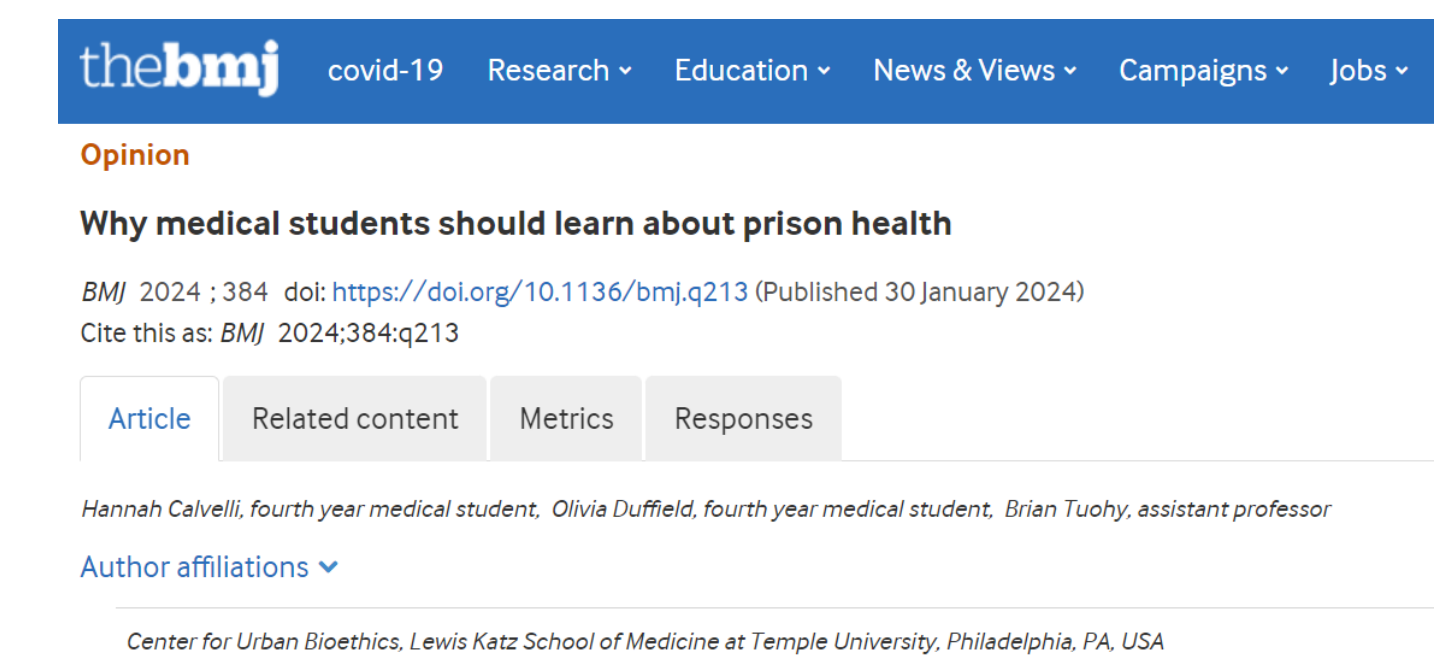 thebmj covid-19 Research Education News & Views Campaigns Jobs
Opinion
Why medical students should learn about prison health
BMJ 2024 ; 384 doi: https://doi.org/10.1136/bmj.q213 (Published 30 January 2024)
Cite this as: BMJ 2024;384:q213
Article Related content Metrics Responses
Hannah Calvelli, fourth year medical student, Olivia Duffield, fourth year medical student, Brian Tuohy, assistant professor
Author affiliations
Center for Urban Bioethics, Lewis Katz School of Medicine at Temple University, Philadelphia, PA, USA